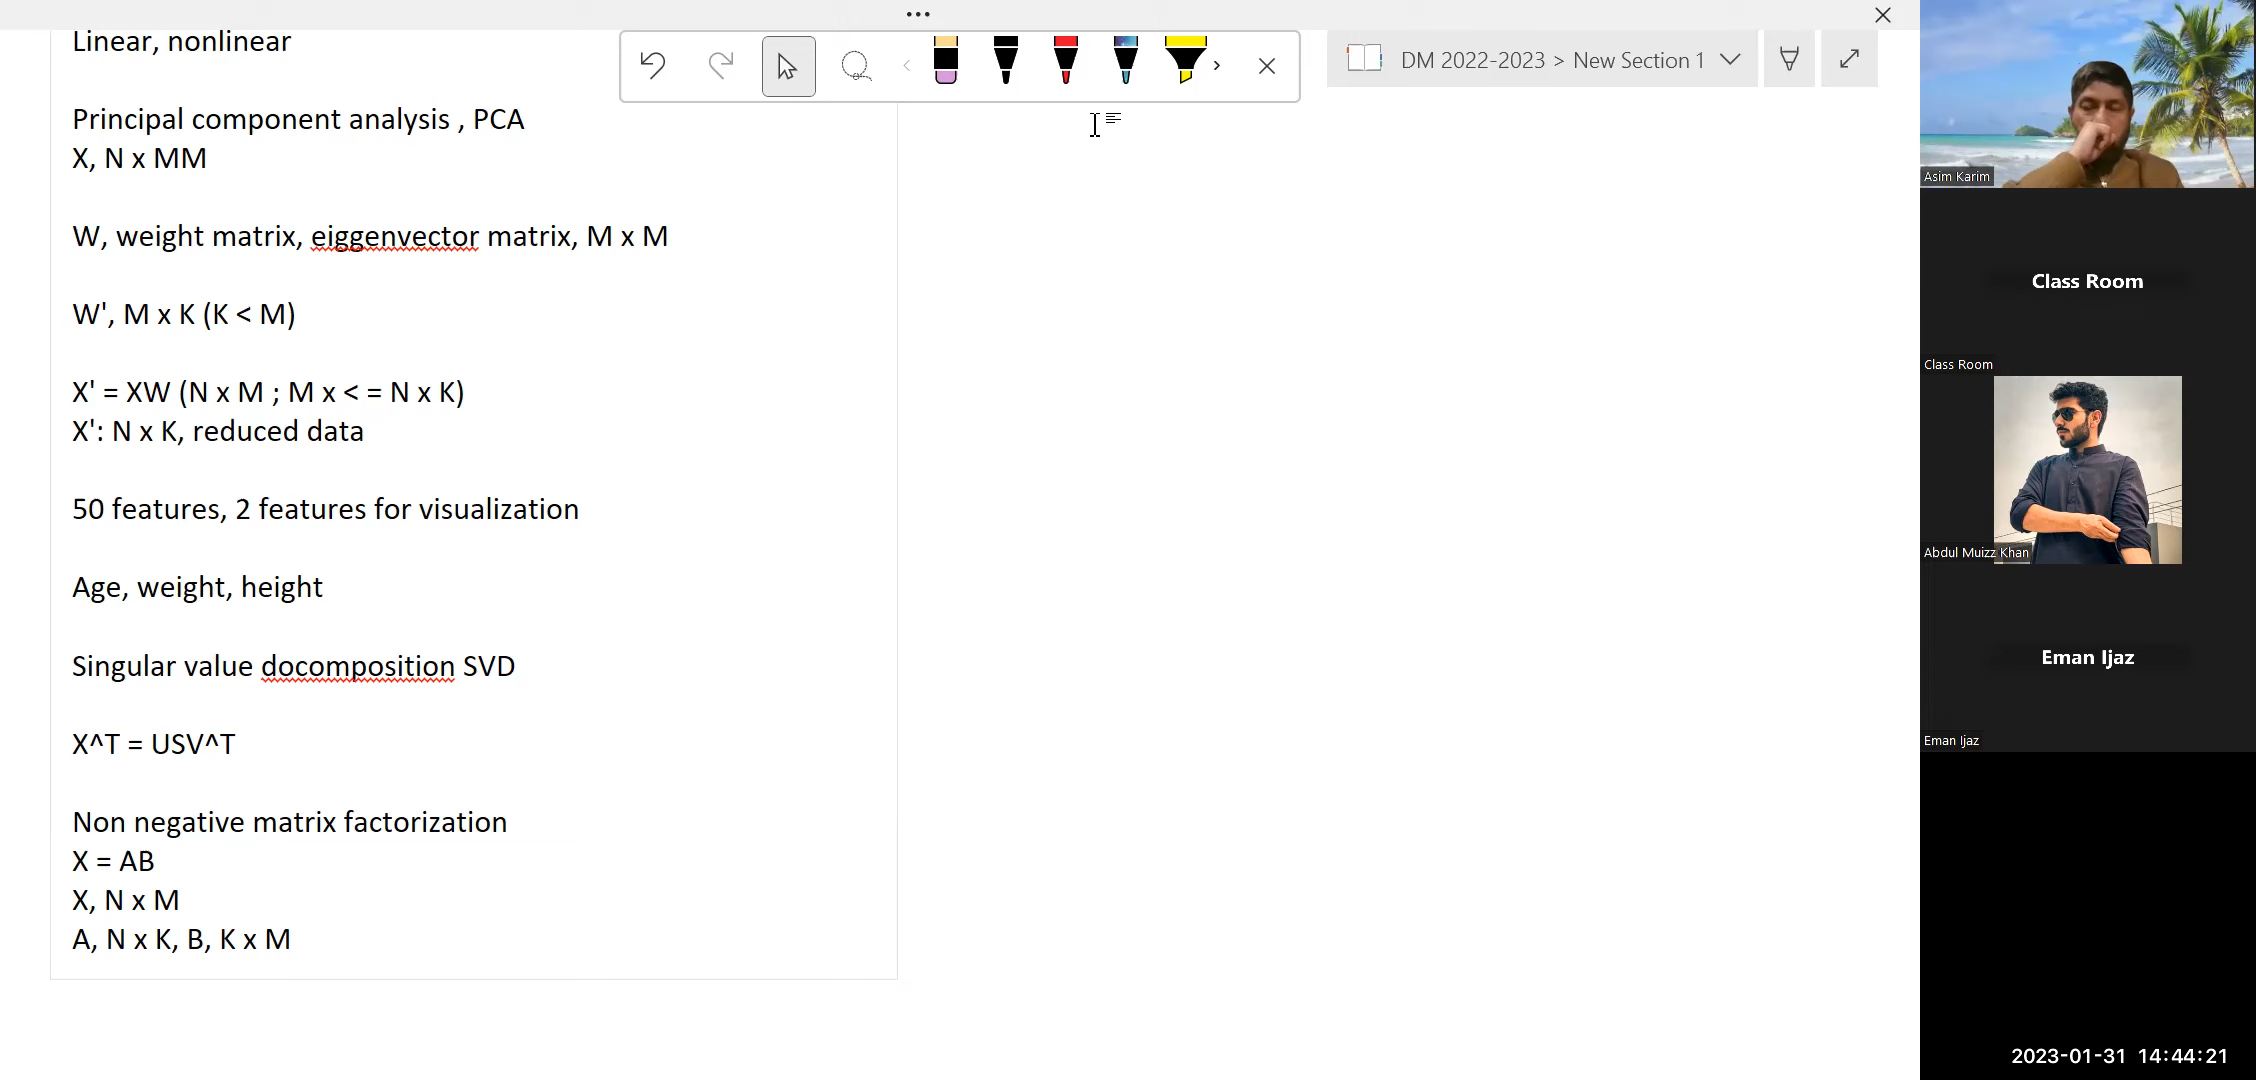 Linear, nonlinear
DM 2022-2023 > New Section 1
Principal component analysis , PCA
X, N x MM
W, weight matrix, eiggenvector matrix, M x M
W', M x K (K < M)
X' = XW (N x M ; M x < = N x K)
X': N x K, reduced data
50 features, 2 features for visualization
Age, weight, height
Singular value docomposition SVD
X^T = USV^T
Non negative matrix factorization
X = AB
X, N x M
A, N x K, B, K x M
Asim Karim
Class Room
Class Room
Abdul Muizz Khan
Eman Ijaz
Eman Ijaz
2023-01-31 14:44:21